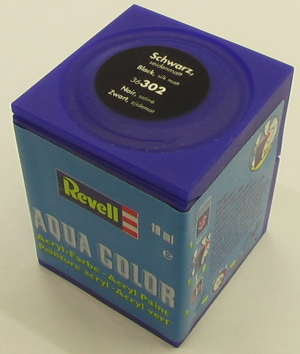 Schwarz,
seidenmatt
Black, silk matt
36-302
Noir, satiné
Zwart, zijdemat
Revell
18 ml
AQUA COLOR
Acryl-Farbe · Acryl Paint
Peinture acryl · Acryl verf